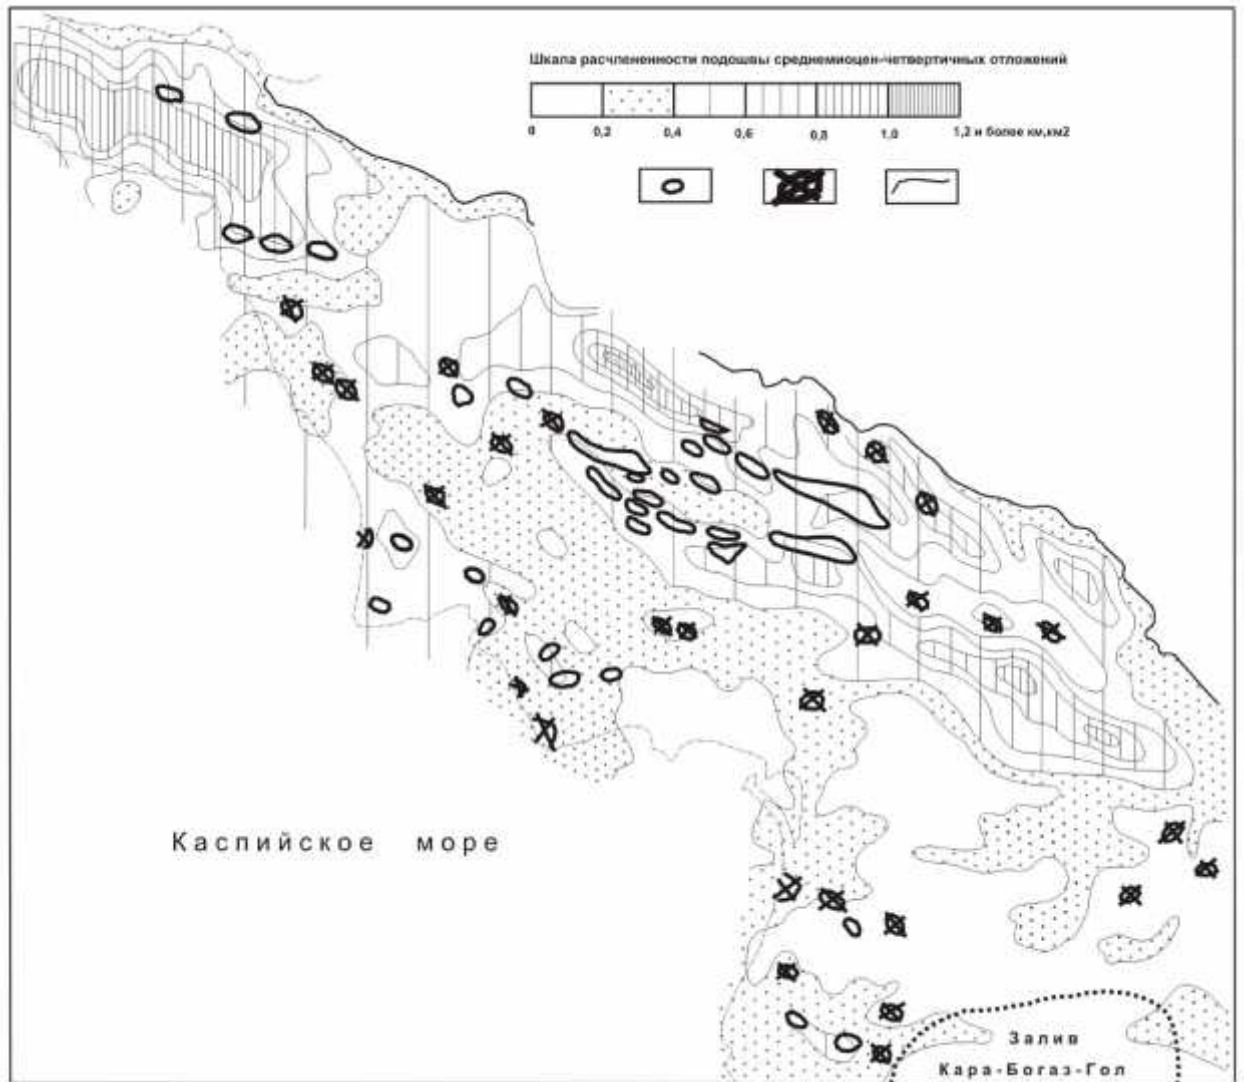 Шкала расчлененности подошвы среднемиоцен-четвертичных отложений
0 0,2 0,4 0,6 0,8 1,0 1,2 и более км,км2
Каспийское море
Залив
Кара-Богаз-Гол